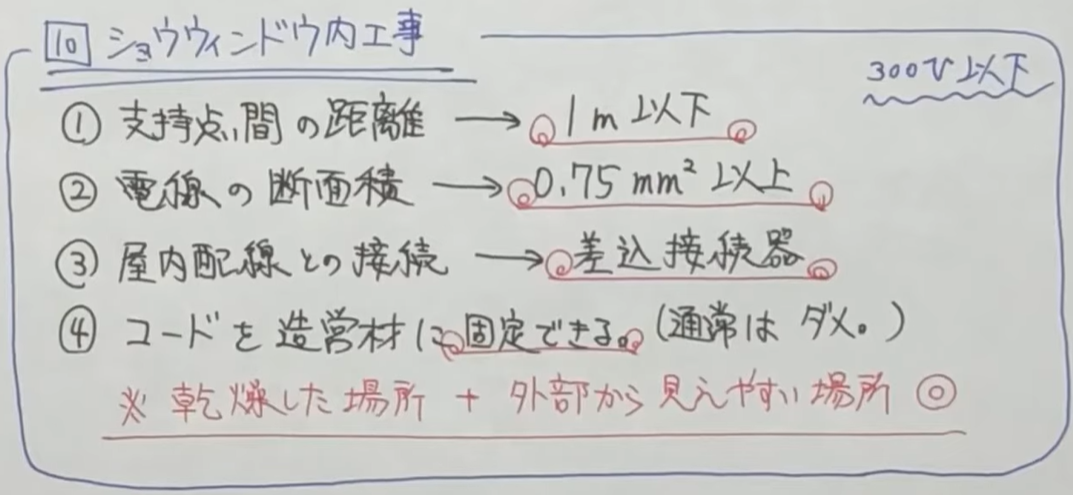 10 ショウウィンドウ内工事
300V以下
① 支持点間の距離 → 1m以下
② 電線の断面積 → 0.75mm²以上
③ 屋内配線との接続 → 差込接続器
④ コードを造営材に固定できる。(通常はダメ。)
※ 乾燥した場所 + 外部から見えやすい場所 ◎